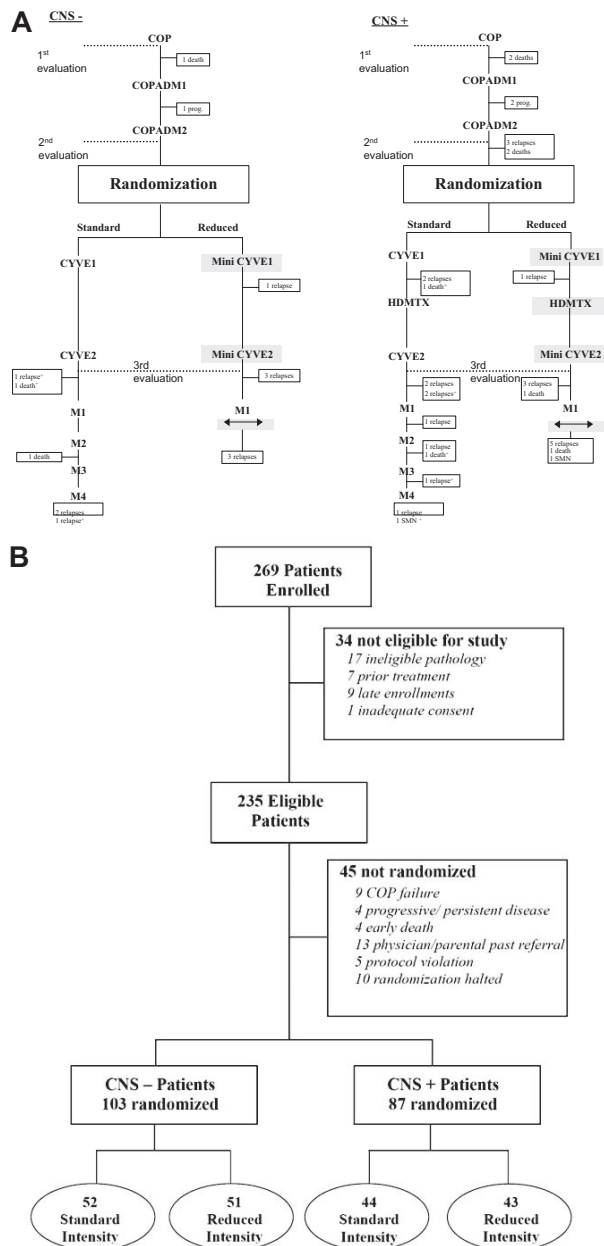 A
CNS -
COP
1st
evaluation
1 death
COPADM1
1 prog.
COPADM2
2nd
evaluation
Randomization
Standard
Reduced
CYVE1
Mini CYVE1
1 relapse
CYVE2
Mini CYVE2
3rd
evaluation
1 relapse+
1 death+
3 relapses
M1
M1
M2
1 death
M3
3 relapses
M4
2 relapses
1 relapse+
CNS +
COP
1st
evaluation
2 deaths
COPADM1
2 prog.
COPADM2
2nd
evaluation
3 relapses
2 deaths
Randomization
Standard
Reduced
CYVE1
Mini CYVE1
2 relapses
1 death+
1 relapse
HDMTX
HDMTX
CYVE2
Mini CYVE2
3rd
evaluation
2 relapses
2 relapses+
3 relapses
1 death
M1
M1
1 relapse
M2
1 relapse
1 death+
5 relapses
1 death
1 SMN
M3
1 relapse+
M4
1 relapse
1 SMN +
B
269 Patients
Enrolled
34 not eligible for study
17 ineligible pathology
7 prior treatment
9 late enrollments
1 inadequate consent
235 Eligible
Patients
45 not randomized
9 COP failure
4 progressive/ persistent disease
4 early death
13 physician/parental past referral
5 protocol violation
10 randomization halted
CNS – Patients
103 randomized
CNS + Patients
87 randomized
52
Standard
Intensity
51
Reduced
Intensity
44
Standard
Intensity
43
Reduced
Intensity